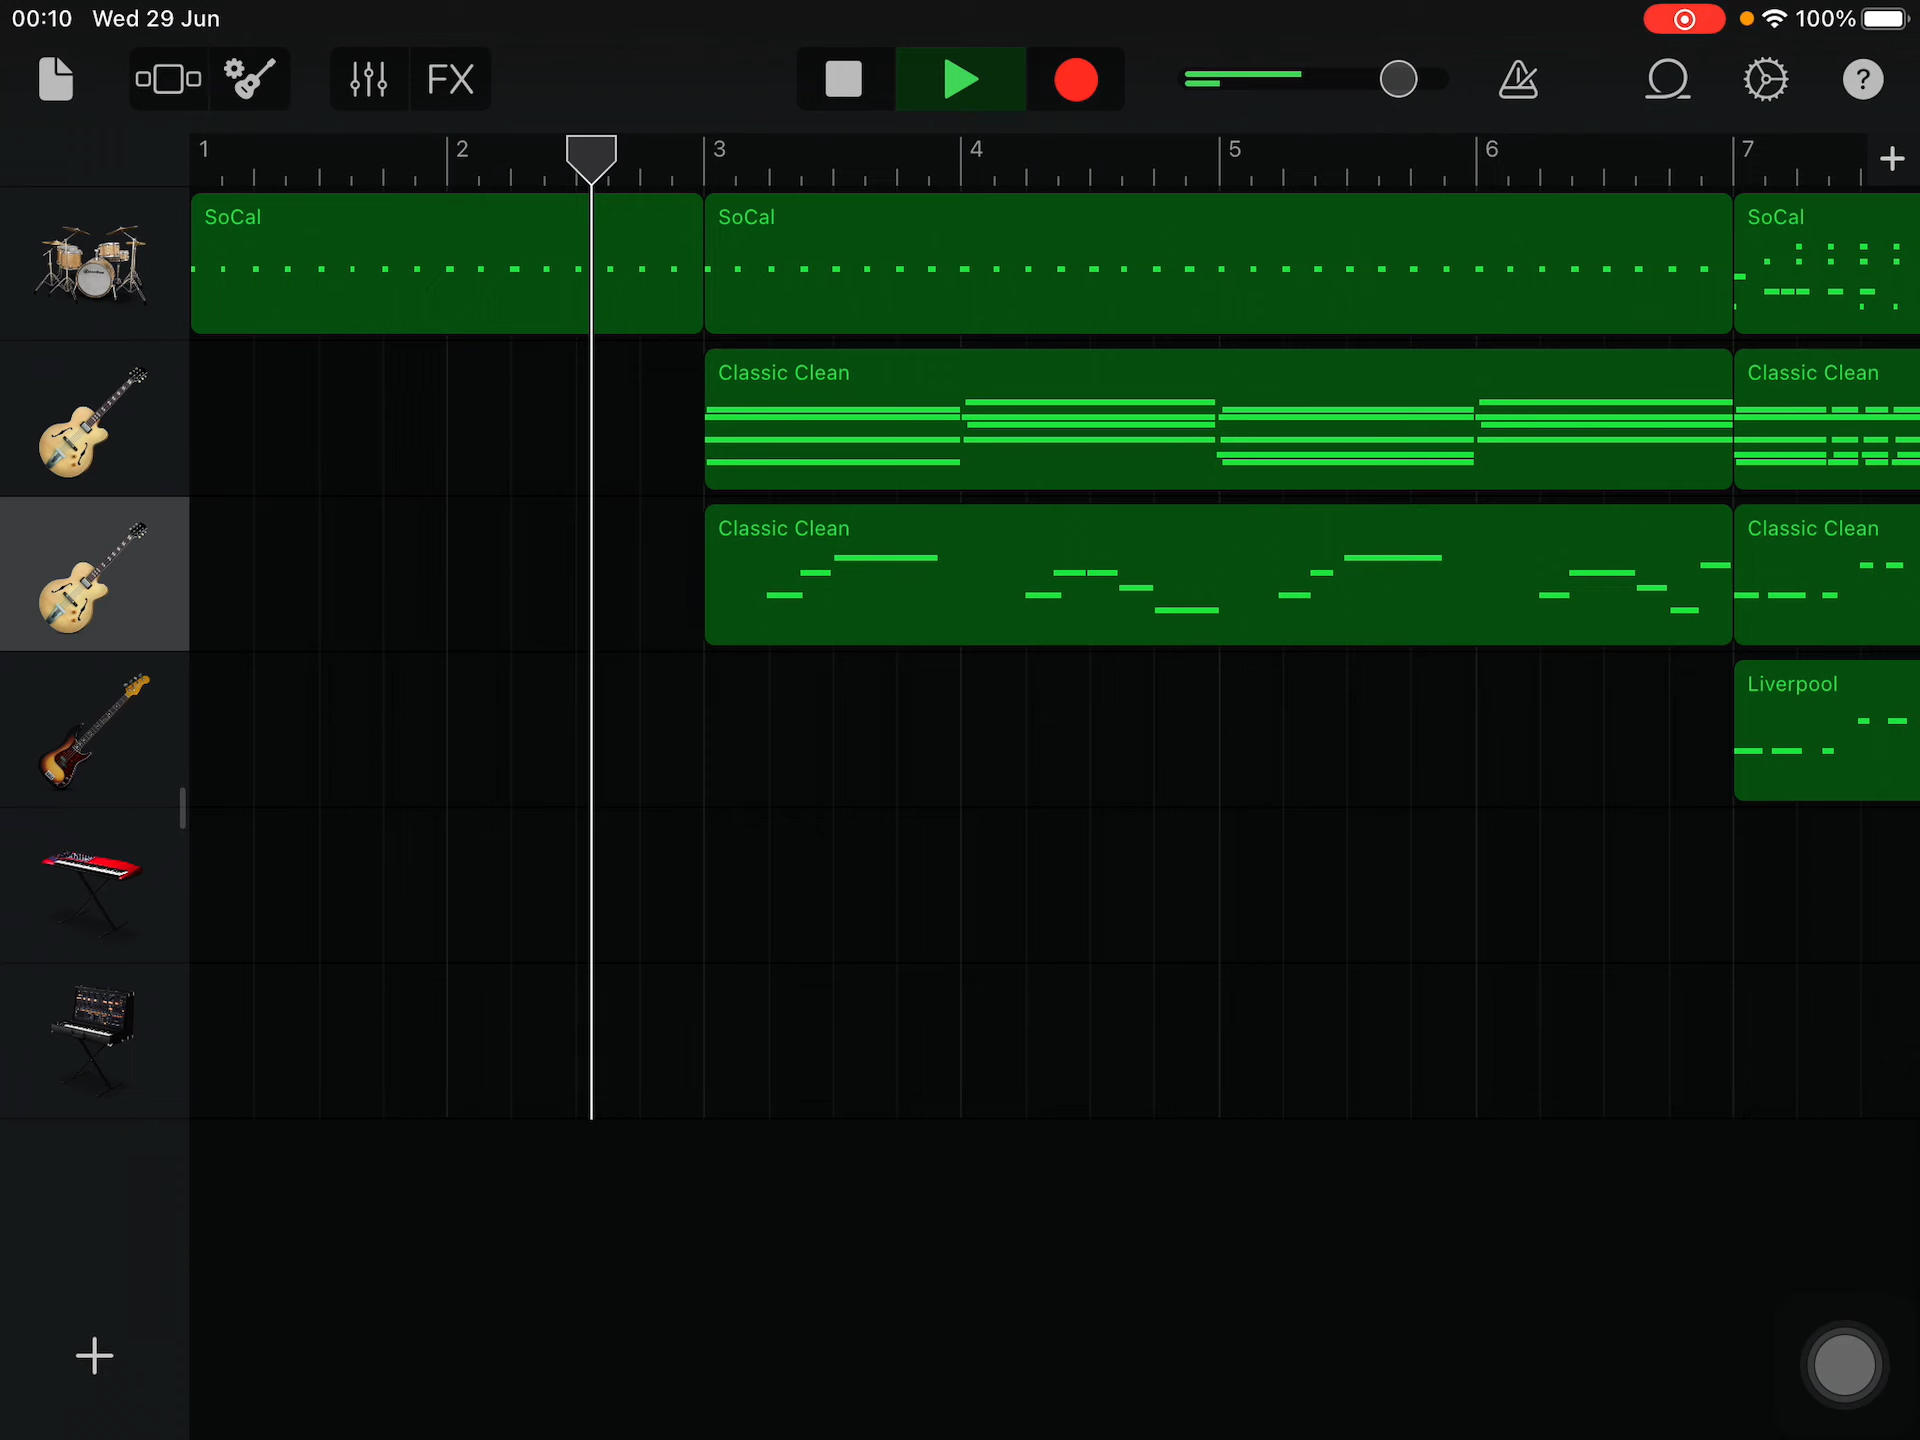 00:10 Wed 29 Jun 100%
FX ?
1 2 3 4 5 6 7
SoCal SoCal SoCal
Classic Clean Classic Clean
Classic Clean Classic Clean
Liverpool